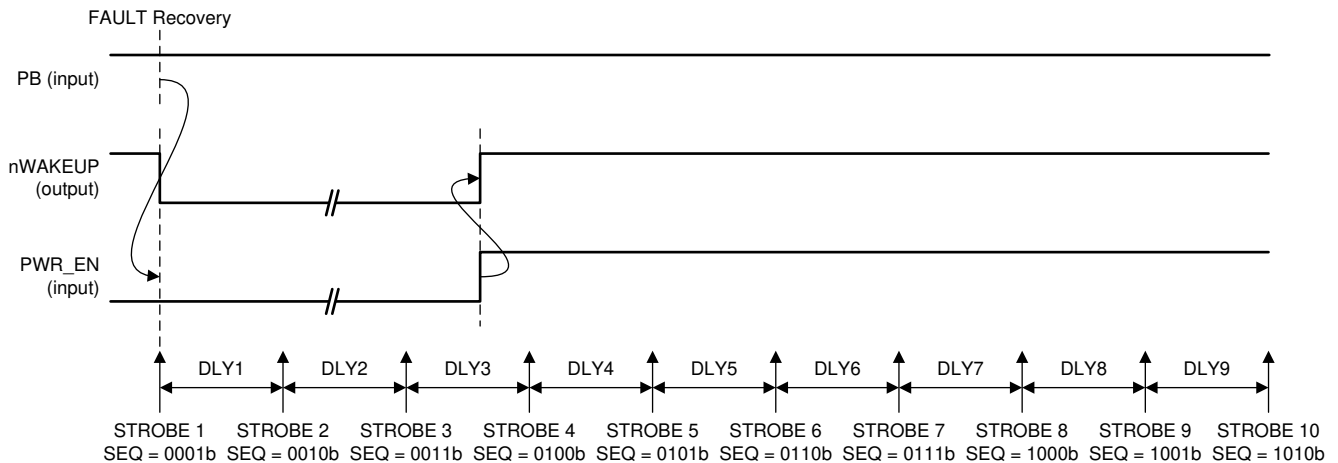 FAULT Recovery
PB (input)
nWAKEUP
(output)
PWR_EN
(input)
DLY1 DLY2 DLY3 DLY4 DLY5 DLY6 DLY7 DLY8 DLY9
STROBE 1 STROBE 2 STROBE 3 STROBE 4 STROBE 5 STROBE 6 STROBE 7 STROBE 8 STROBE 9 STROBE 10
SEQ = 0001b SEQ = 0010b SEQ = 0011b SEQ = 0100b SEQ = 0101b SEQ = 0110b SEQ = 0111b SEQ = 1000b SEQ = 1001b SEQ = 1010b